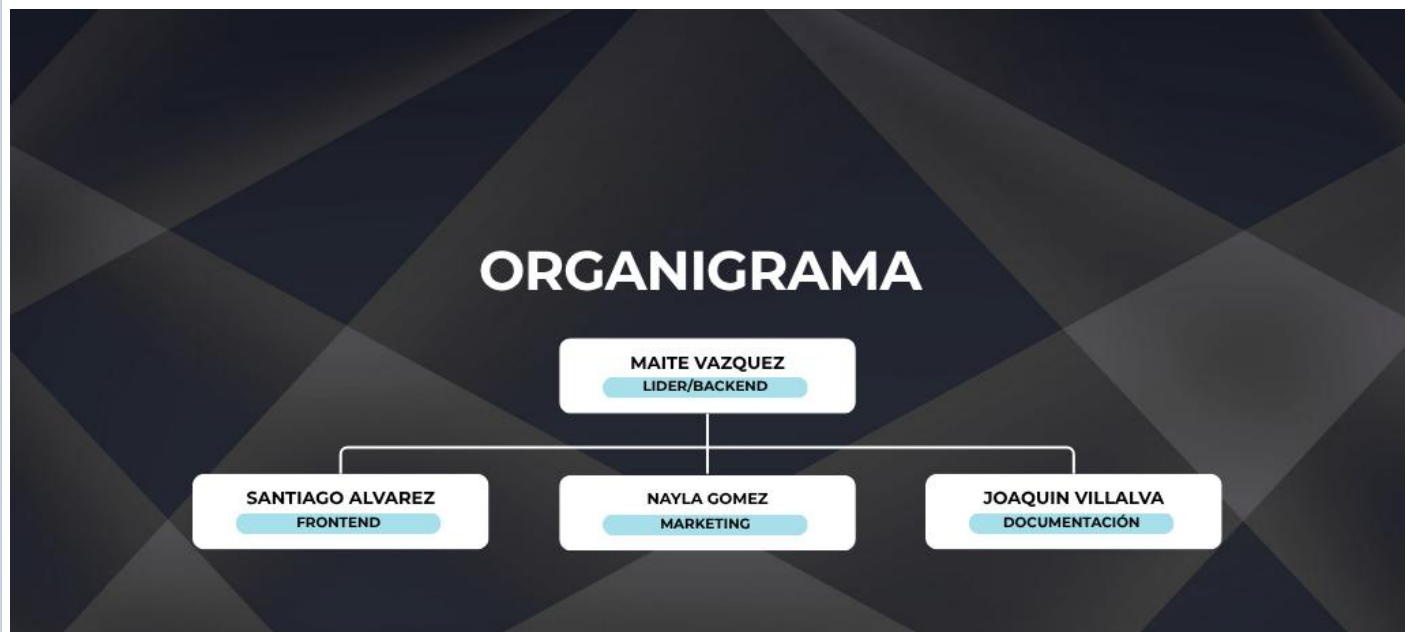 ORGANIGRAMA
MAITE VAZQUEZ
LIDER/BACKEND
SANTIAGO ALVAREZ
FRONTEND
NAYLA GOMEZ
MARKETING
JOAQUIN VILLALVA
DOCUMENTACIÓN